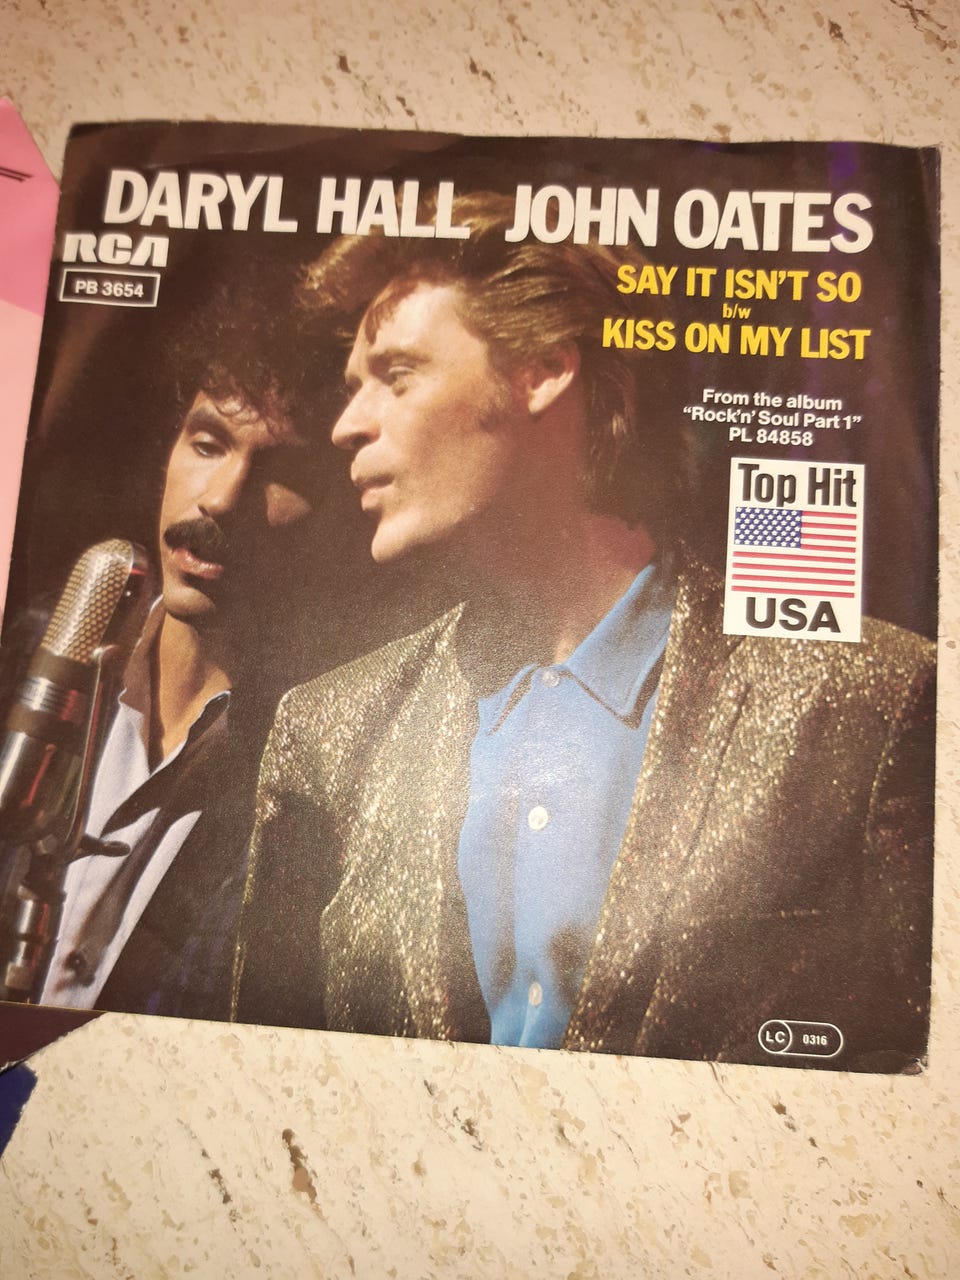 DARYL HALL JOHN OATES
RCA
PB 3654
SAY IT ISN'T SO
b/w
KISS ON MY LIST
From the album
"Rock'n' Soul Part 1"
PL 84858
Top Hit
USA
LC 0316